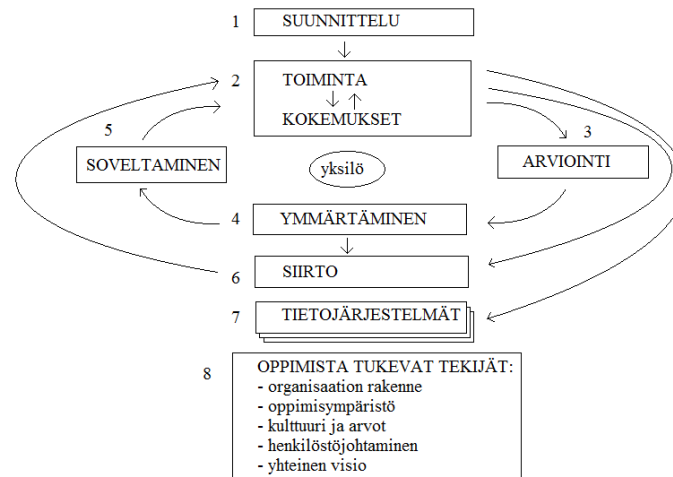 1 SUUNNITTELU
2 TOIMINTA
KOKEMUKSET
5
3
SOVELTAMINEN
yksilö
ARVIOINTI
4 YMMÄRTÄMINEN
6 SIIRTO
7 TIETOJÄRJESTELMÄT
8 OPPIMISTA TUKEVAT TEKIJÄT:
- organisaation rakenne
- oppimisympäristö
- kulttuuri ja arvot
- henkilöstöjohtaminen
- yhteinen visio